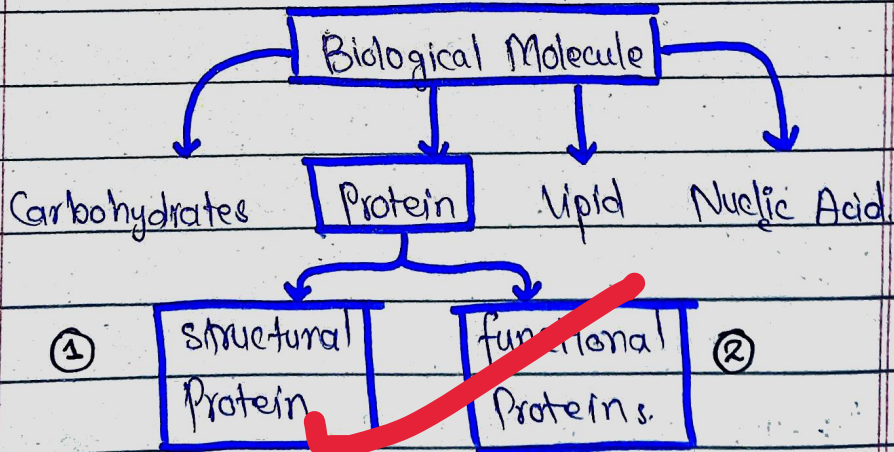 Biological Molecule
Carbohydrates Protein Lipid Nuclic Acid
① structural functional ②
Protein Proteins.